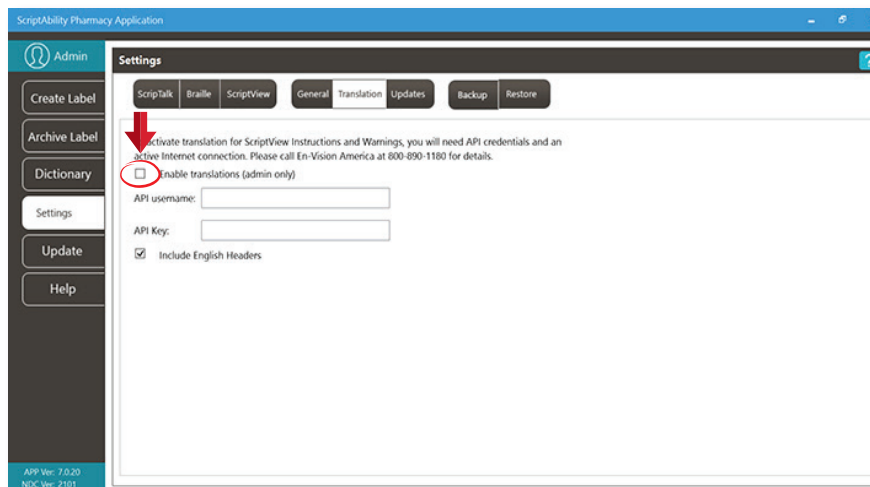 ScriptAbility Pharmacy Application
Admin
Settings
?
ScripTalk Braille ScriptView General Translation Updates Backup Restore
Create Label
Archive Label
Dictionary
Settings
Update
Help
activate translation for ScriptView Instructions and Warnings, you will need API credentials and an
active Internet connection. Please call En-Vision America at 800-890-1180 for details.
Enable translations (admin only)
API username:
API Key:
Include English Headers
APP Ver: 7.0.20
NDC Ver: 2101